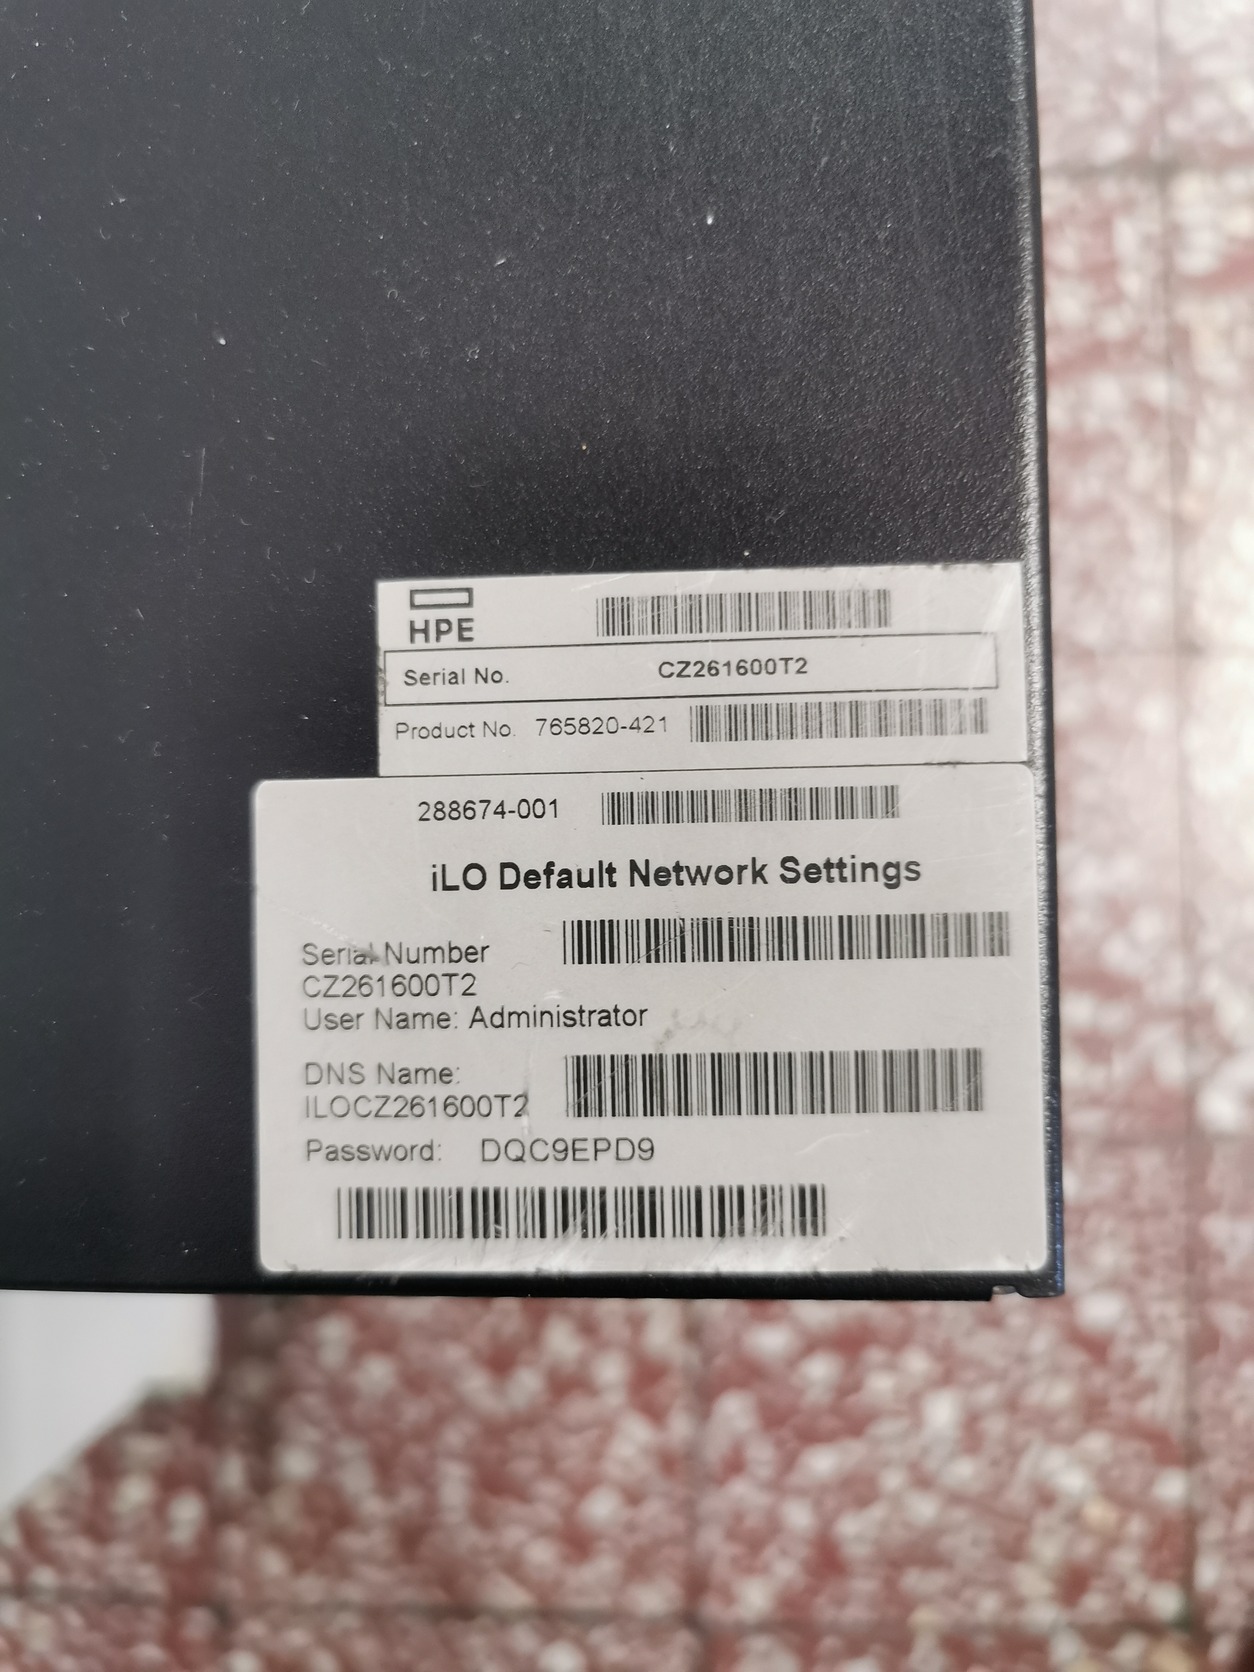 HPE
Serial No. CZ261600T2
Product No. 765820-421
288674-001
iLO Default Network Settings
Serial Number
CZ261600T2
User Name: Administrator
DNS Name:
ILOCZ261600T2
Password: DQC9EPD9